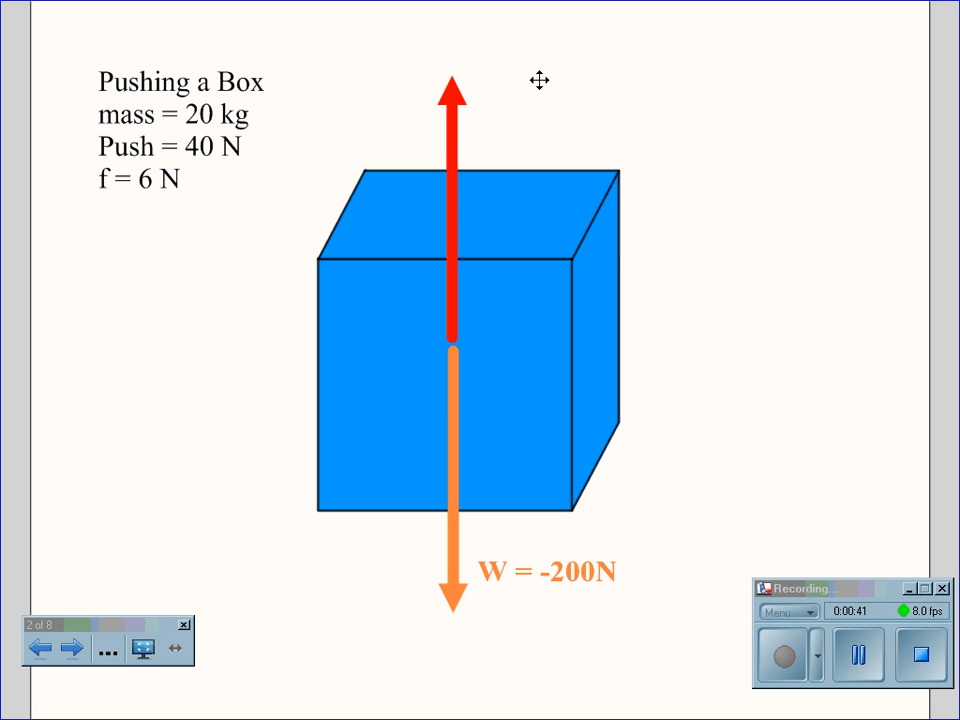 Pushing a Box
mass = 20 kg
Push = 40 N
f = 6 N
W = -200N
2 of 8
...
Recording...
Menu
0:00:41
8.0 fps